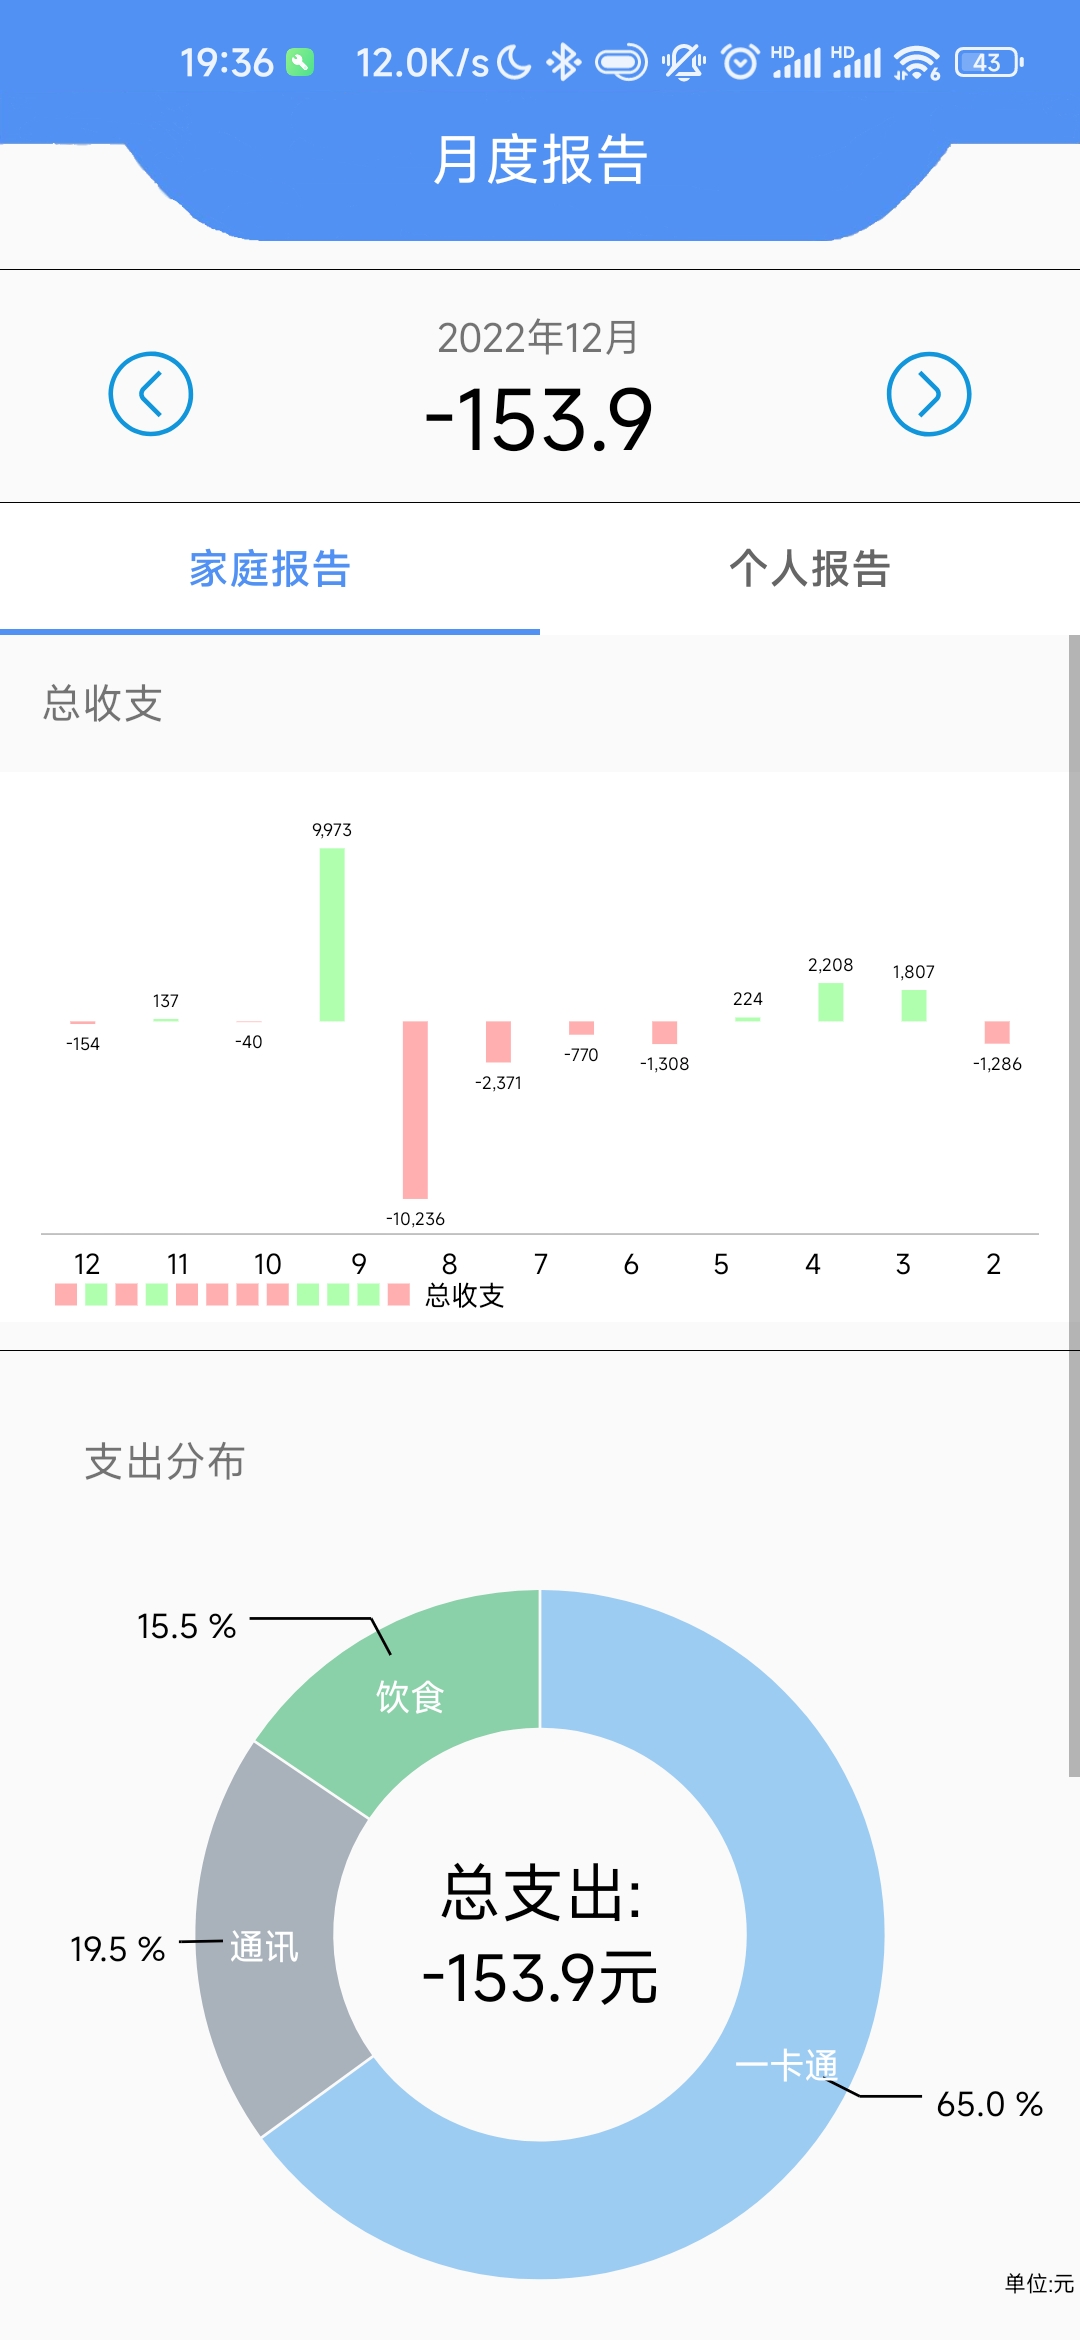 19:36 12.0K/s HD HD 6 43
月度报告
2022年12月
-153.9
家庭报告 个人报告
总收支
9,973
2,208
1,807
137
224
-154
-40
-770
-1,308
-1,286
-2,371
-10,236
12 11 10 9 8 7 6 5 4 3 2
总收支
支出分布
15.5 %
饮食
总支出:
19.5 %
通讯
-153.9元
一卡通
65.0 %
单位:元